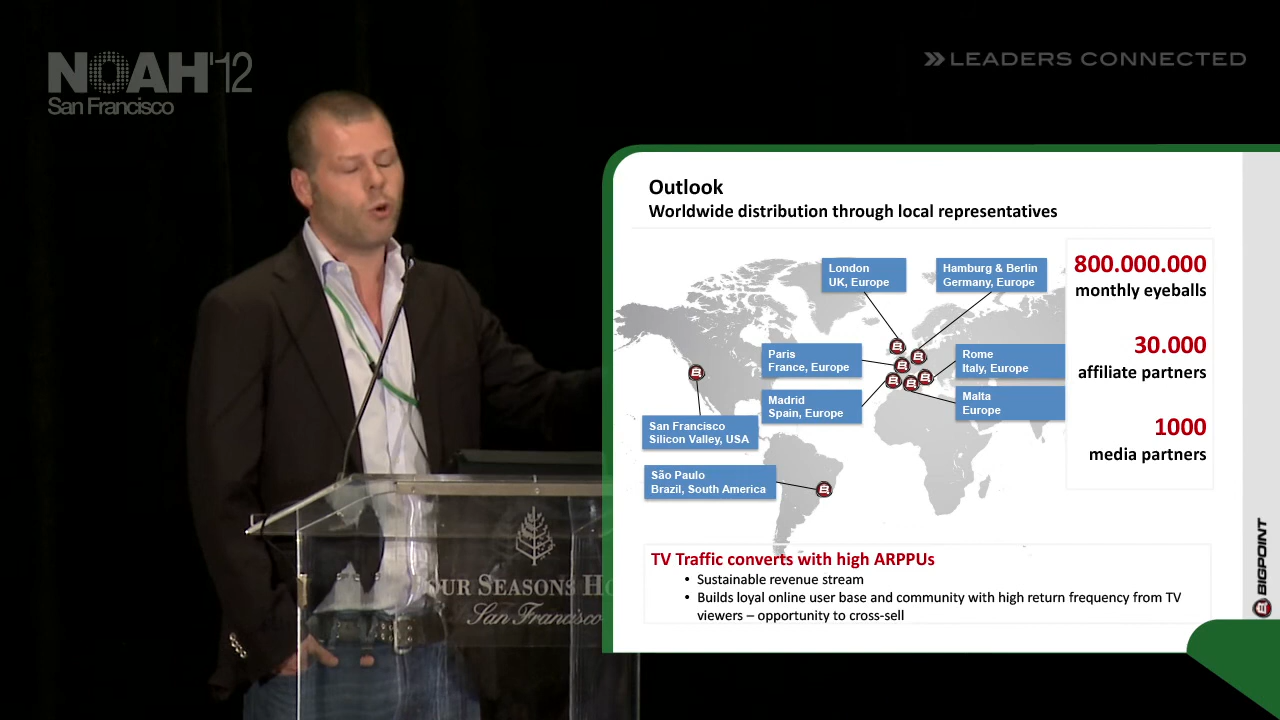 NOAH'12
San Francisco
LEADERS CONNECTED
Outlook
Worldwide distribution through local representatives
London
UK, Europe
Hamburg & Berlin
Germany, Europe
Paris
France, Europe
Rome
Italy, Europe
Madrid
Spain, Europe
Malta
Europe
San Francisco
Silicon Valley, USA
São Paulo
Brazil, South America
800.000.000
monthly eyeballs
30.000
affiliate partners
1000
media partners
TV Traffic converts with high ARPPUs
• Sustainable revenue stream
• Builds loyal online user base and community with high return frequency from TV
viewers – opportunity to cross-sell
BIGPOINT
OUR SEASONS HO
San Francisco